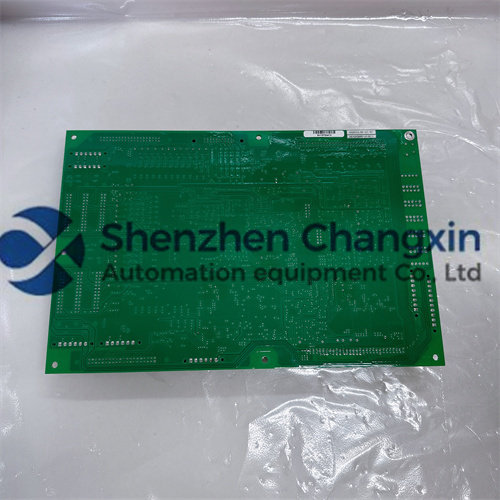 Shenzhen Changxin
Automation equipment Co., Ltd